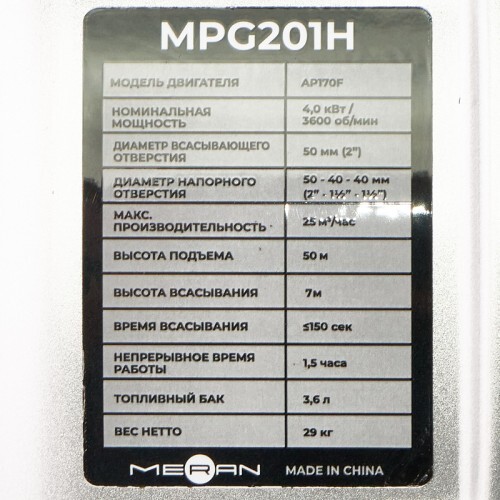 MPG201H
МОДЕЛЬ ДВИГАТЕЛЯ AP170F
НОМИНАЛЬНАЯ МОЩНОСТЬ 4,0 кВт / 3600 об/мин
ДИАМЕТР ВСАСЫВАЮЩЕГО ОТВЕРСТИЯ 50 мм (2”)
ДИАМЕТР НАПОРНОГО ОТВЕРСТИЯ 50 - 40 - 40 мм (2” - 1½” - 1½”)
МАКС. ПРОИЗВОДИТЕЛЬНОСТЬ 25 м³/час
ВЫСОТА ПОДЪЕМА 50 м
ВЫСОТА ВСАСЫВАНИЯ 7м
ВРЕМЯ ВСАСЫВАНИЯ ≤150 сек
НЕПРЕРЫВНОЕ ВРЕМЯ РАБОТЫ 1,5 часа
ТОПЛИВНЫЙ БАК 3,6 л
ВЕС НЕТТО 29 кг
MERAN MADE IN CHINA